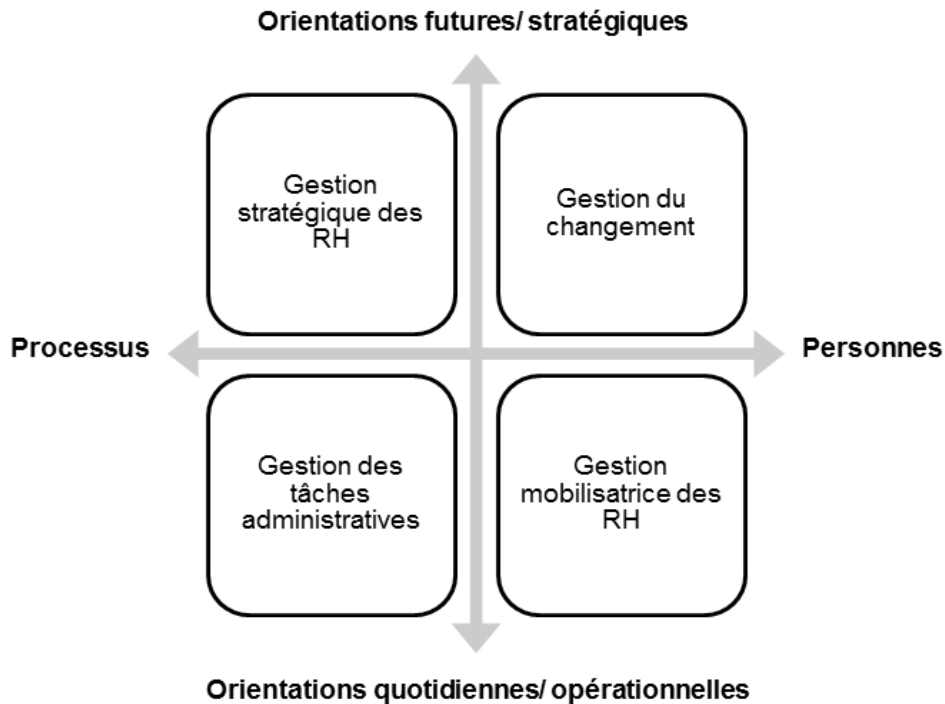 Orientations futures/ stratégiques
Gestion
stratégique des
RH
Gestion du
changement
Processus
Personnes
Gestion des
tâches
administratives
Gestion
mobilisatrice des
RH
Orientations quotidiennes/ opérationnelles